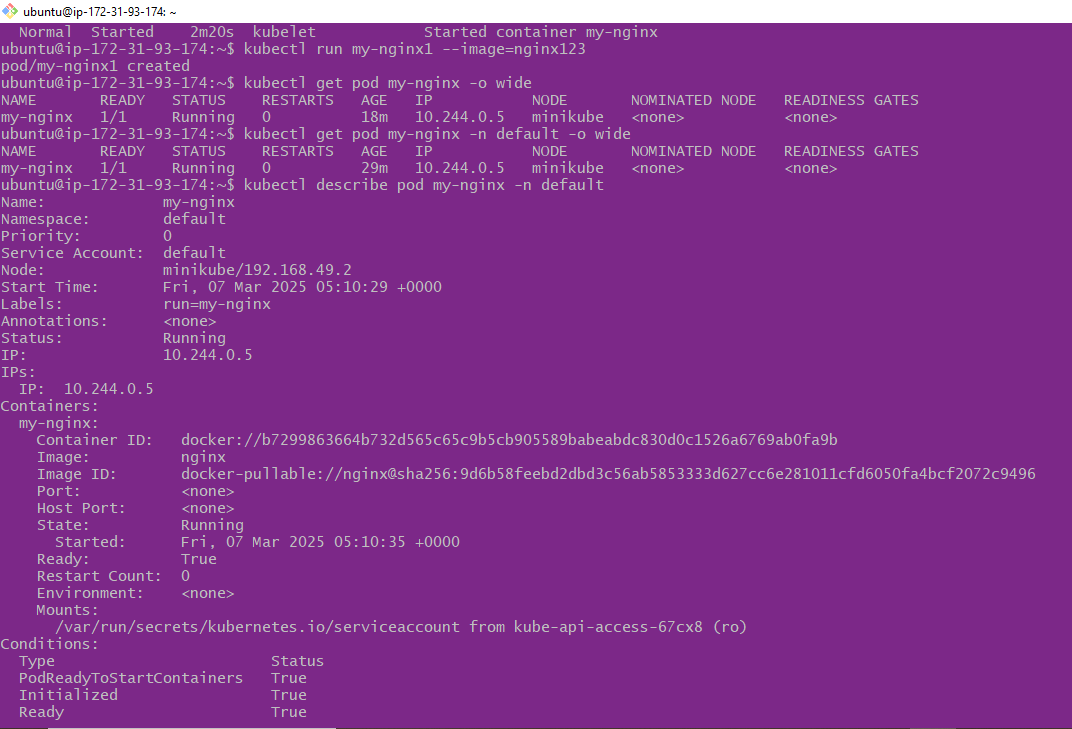 ubuntu@ip-172-31-93-174: ~
Normal  Started    2m20s  kubelet            Started container my-nginx
ubuntu@ip-172-31-93-174:~$ kubectl run my-nginx1 --image=nginx123
pod/my-nginx1 created
ubuntu@ip-172-31-93-174:~$ kubectl get pod my-nginx -o wide
NAME       READY   STATUS    RESTARTS   AGE   IP           NODE       NOMINATED NODE   READINESS GATES
my-nginx   1/1     Running   0          18m   10.244.0.5   minikube   <none>           <none>
ubuntu@ip-172-31-93-174:~$ kubectl get pod my-nginx -n default -o wide
NAME       READY   STATUS    RESTARTS   AGE   IP           NODE       NOMINATED NODE   READINESS GATES
my-nginx   1/1     Running   0          29m   10.244.0.5   minikube   <none>           <none>
ubuntu@ip-172-31-93-174:~$ kubectl describe pod my-nginx -n default
Name:             my-nginx
Namespace:        default
Priority:         0
Service Account:  default
Node:             minikube/192.168.49.2
Start Time:       Fri, 07 Mar 2025 05:10:29 +0000
Labels:           run=my-nginx
Annotations:      <none>
Status:           Running
IP:               10.244.0.5
IPs:
  IP:  10.244.0.5
Containers:
  my-nginx:
    Container ID:   docker://b7299863664b732d565c65c9b5cb905589babeabdc830d0c1526a6769ab0fa9b
    Image:          nginx
    Image ID:       docker-pullable://nginx@sha256:9d6b58feebd2dbd3c56ab5853333d627cc6e281011cfd6050fa4bcf2072c9496
    Port:           <none>
    Host Port:      <none>
    State:          Running
      Started:      Fri, 07 Mar 2025 05:10:35 +0000
    Ready:          True
    Restart Count:  0
    Environment:    <none>
    Mounts:
      /var/run/secrets/kubernetes.io/serviceaccount from kube-api-access-67cx8 (ro)
Conditions:
  Type                        Status
  PodReadyToStartContainers   True
  Initialized                 True
  Ready                       True